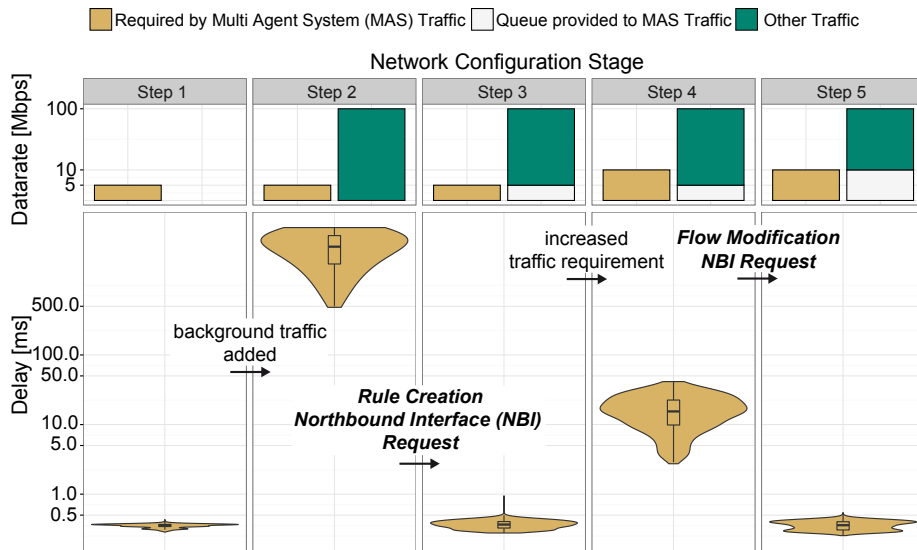 Required by Multi Agent System (MAS) Traffic Queue provided to MAS Traffic Other Traffic
Network Configuration Stage
Step 1 Step 2 Step 3 Step 4 Step 5
Datarate [Mbps]
100
10
5
Delay [ms]
500.0
100.0
50.0
10.0
5.0
1.0
0.5
background traffic
added
Rule Creation
Northbound Interface (NBI)
Request
increased
traffic requirement
Flow Modification
NBI Request